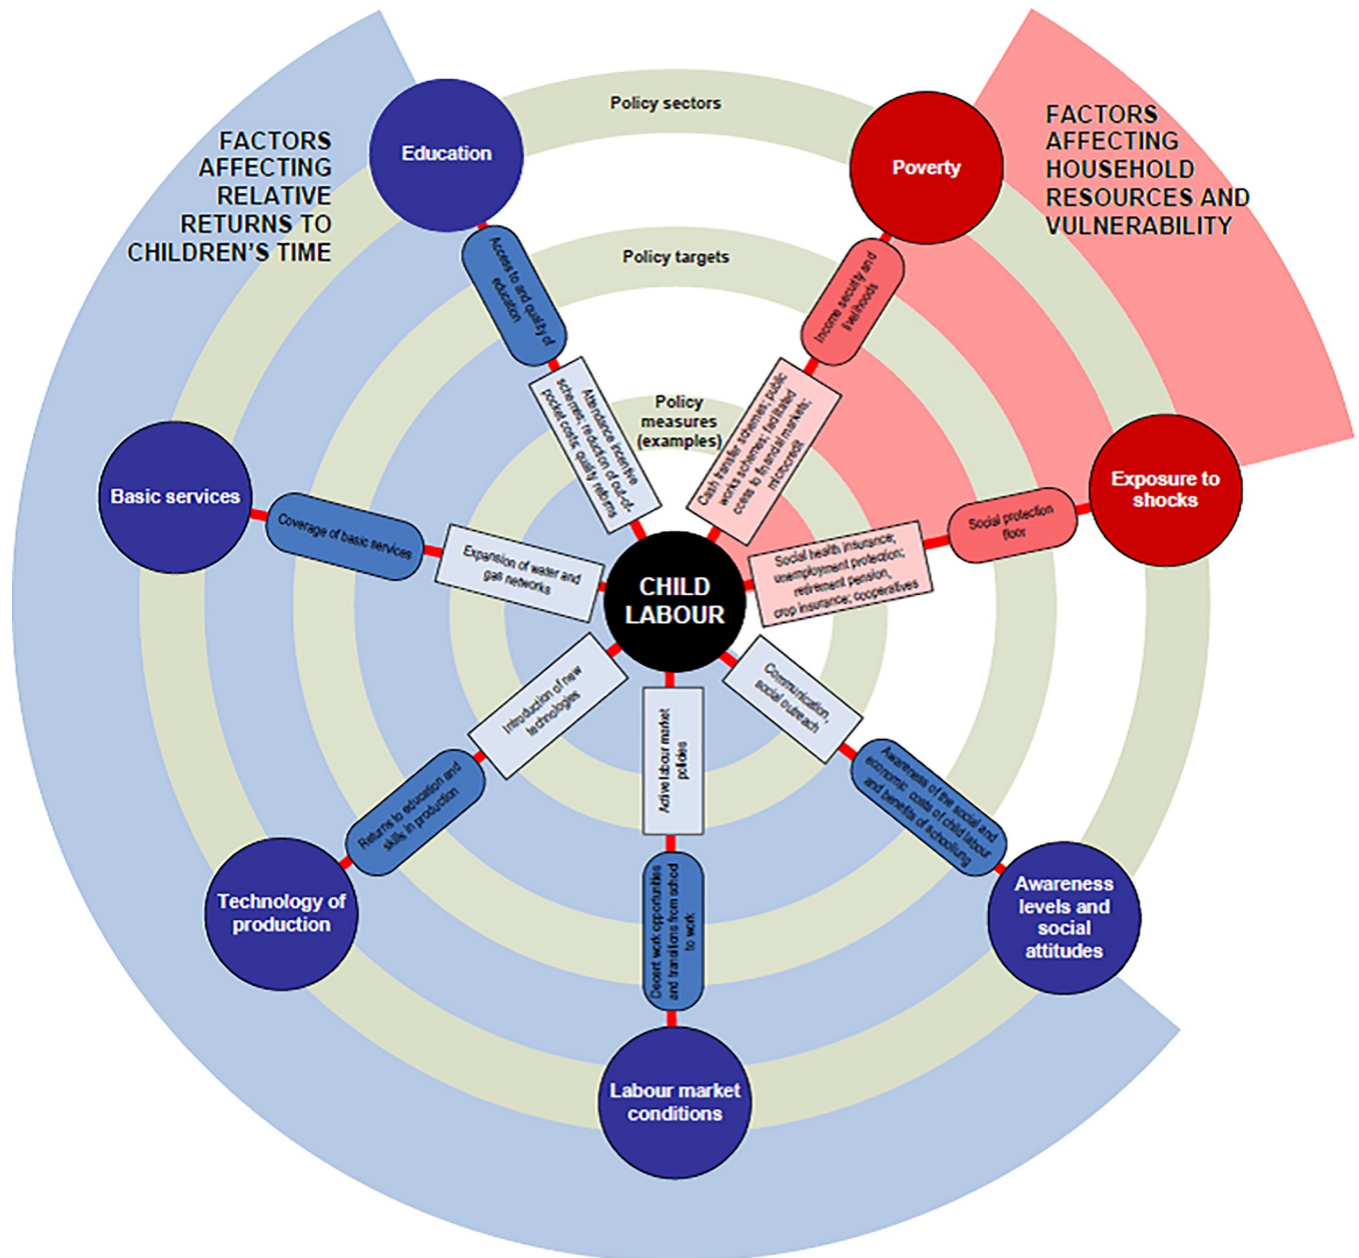 FACTORS
AFFECTING
RELATIVE
RETURNS TO
CHILDREN'S TIME
Education
Policy sectors
Poverty
FACTORS
AFFECTING
HOUSEHOLD
RESOURCES AND
VULNERABILITY
Access to and quality of
education
Policy targets
Income security and
livelihoods
Attendance incentive
schemes; reduction of out-of-
pocket costs; quality returns
Policy
measures
(examples)
Cash transfer schemes; public
works schemes; facilitated
ccess to financial markets;
microcredit
Basic services
Coverage of basic services
Expansion of water and
gas networks
CHILD
LABOUR
Social health insurance;
unemployment protection;
retirement pension,
crop insurance; cooperatives
Social protection
floor
Exposure to
shocks
Introduction of new
technologies
Returns to education and
skills in production
Technology of
production
Active labour market
policies
Decent work opportunities
and transitions from school
to work
Labour market
conditions
Communication,
social outreach
Awareness of the social and
economic costs of child labour
and benefits of schoollung
Awareness
levels and
social
attitudes